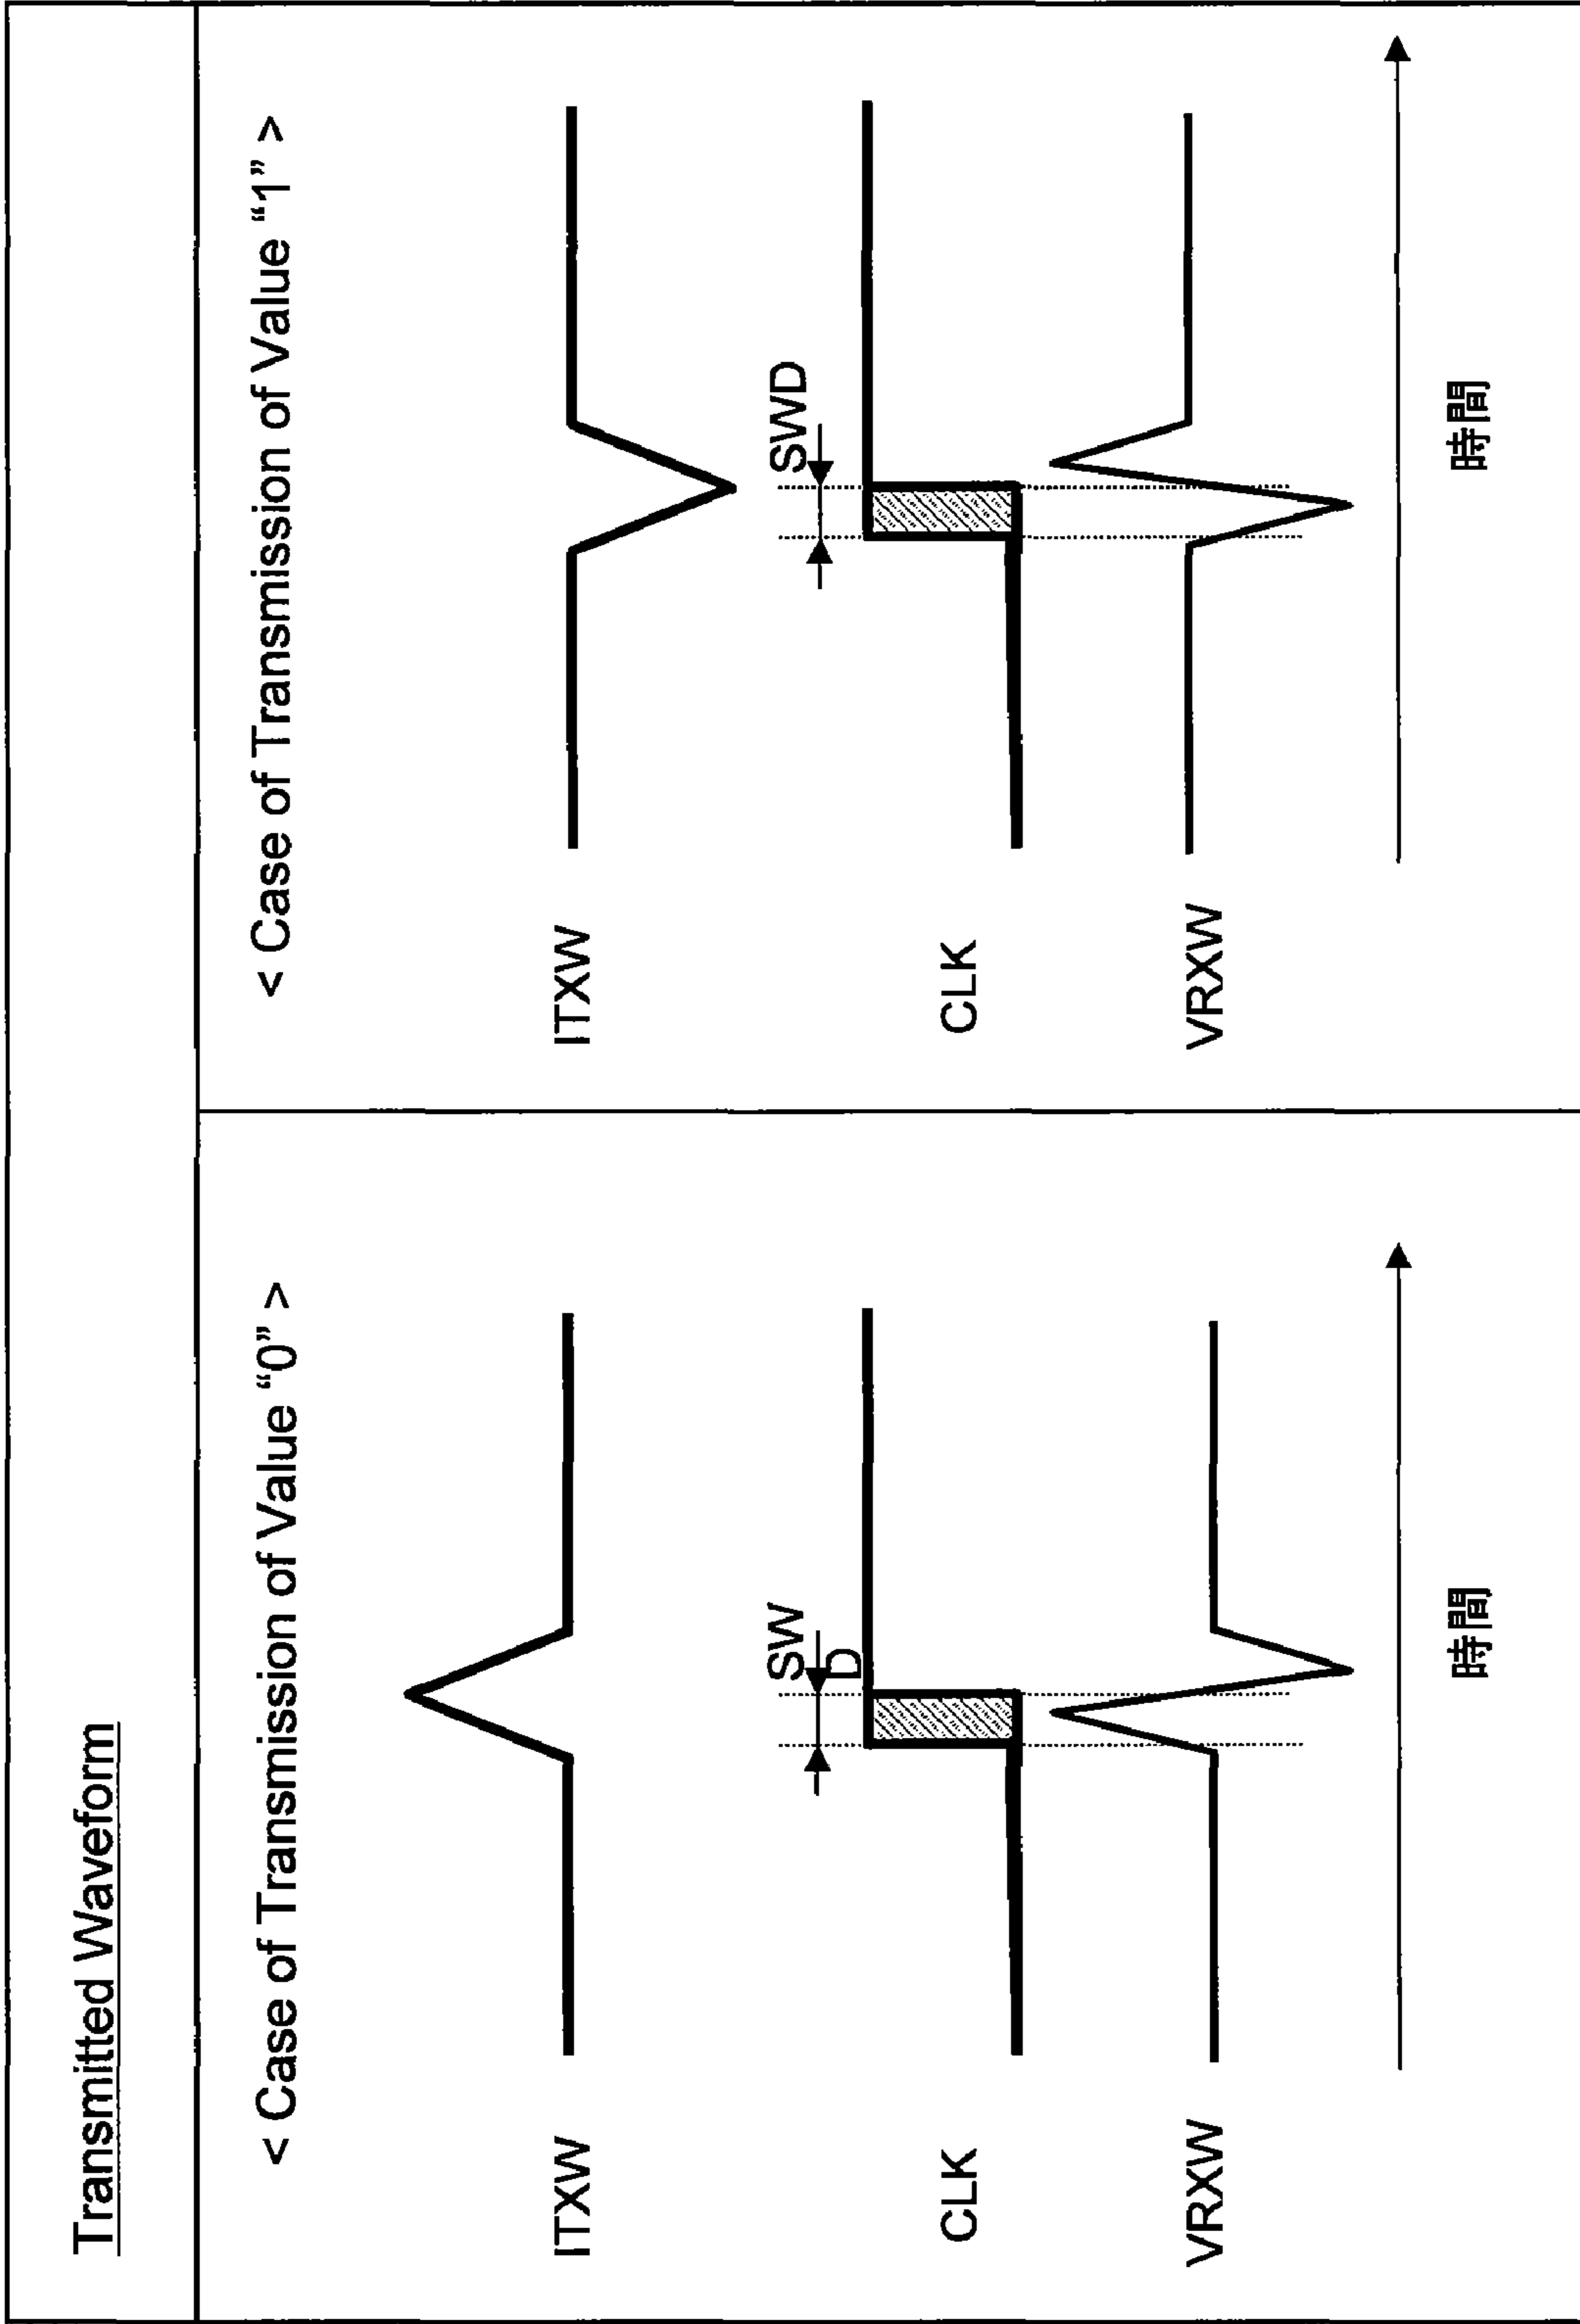 Transmitted Waveform
< Case of Transmission of Value “0” >
ITXW
SW
D
CLK
VRXW
時間
< Case of Transmission of Value “1” >
ITXW
SWD
CLK
VRXW
時間